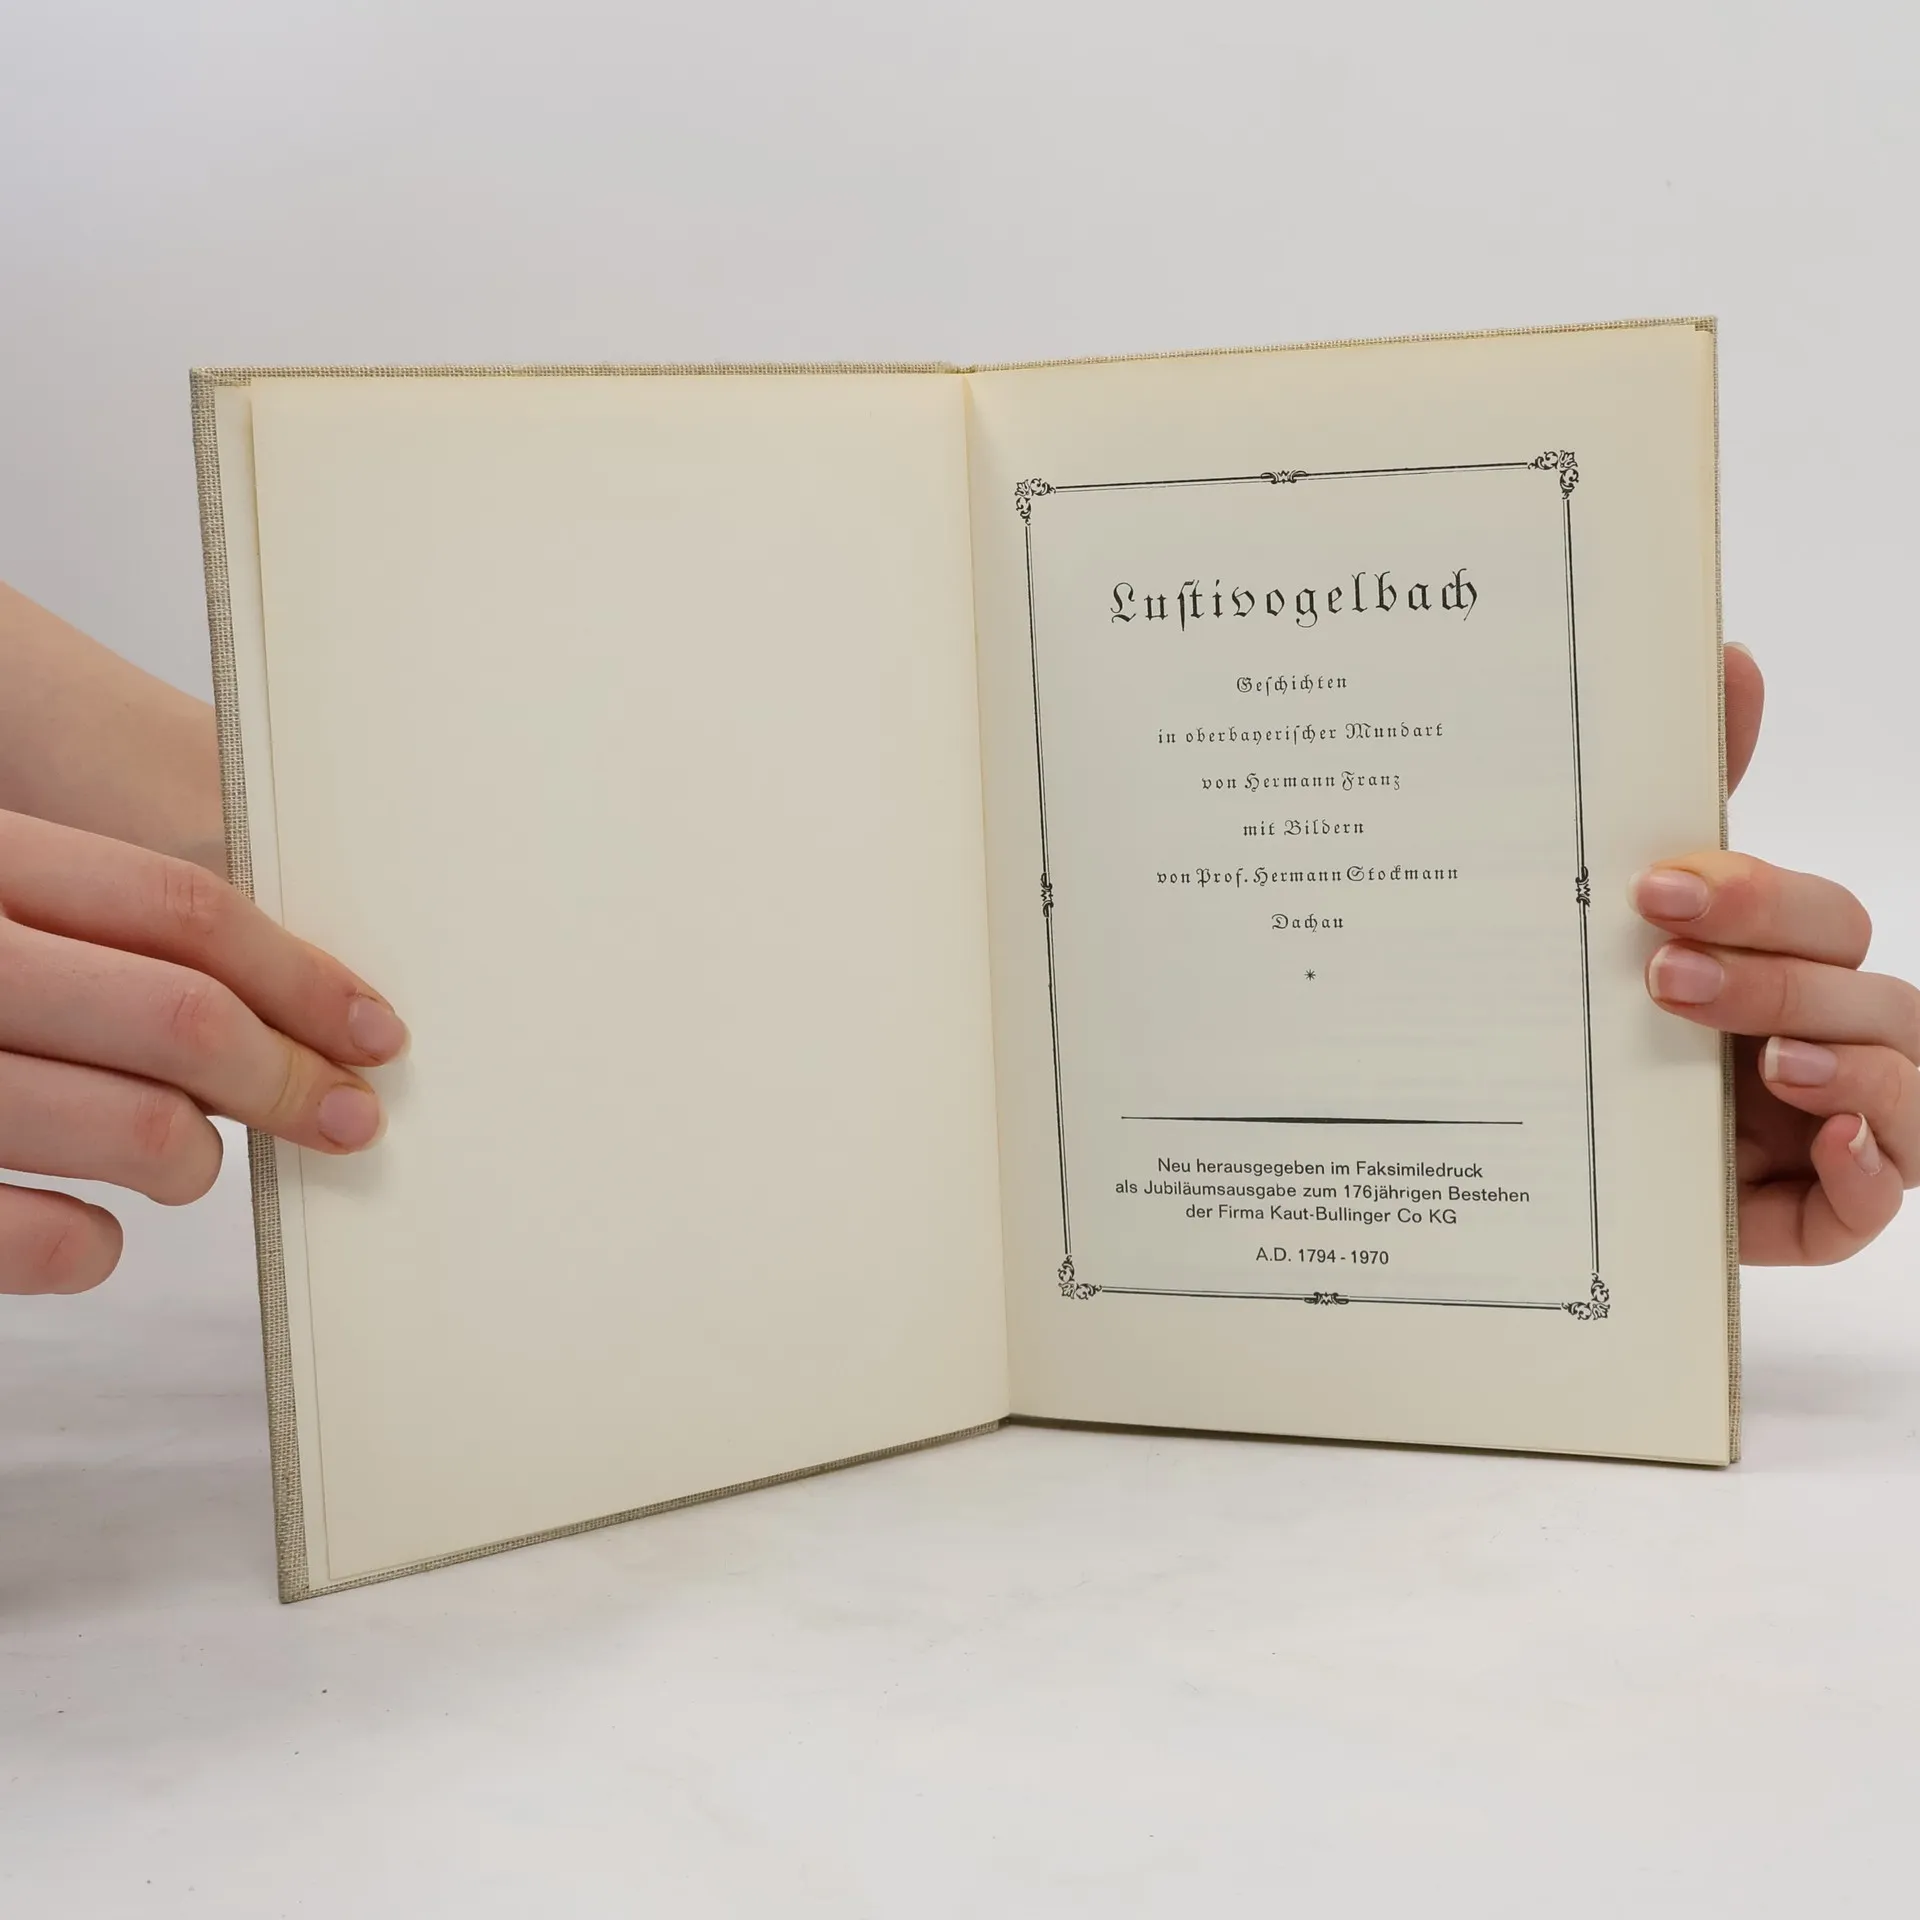 Luſtivogelbach
Geſchichten
in oberbayeriſcher Mundart
von Hermann Franz
mit Bildern
von Prof. Hermann Stockmann
Dachau
*
Neu herausgegeben im Faksimiledruck
als Jubiläumsausgabe zum 176jährigen Bestehen
der Firma Kaut-Bullinger Co KG
A.D. 1794 - 1970